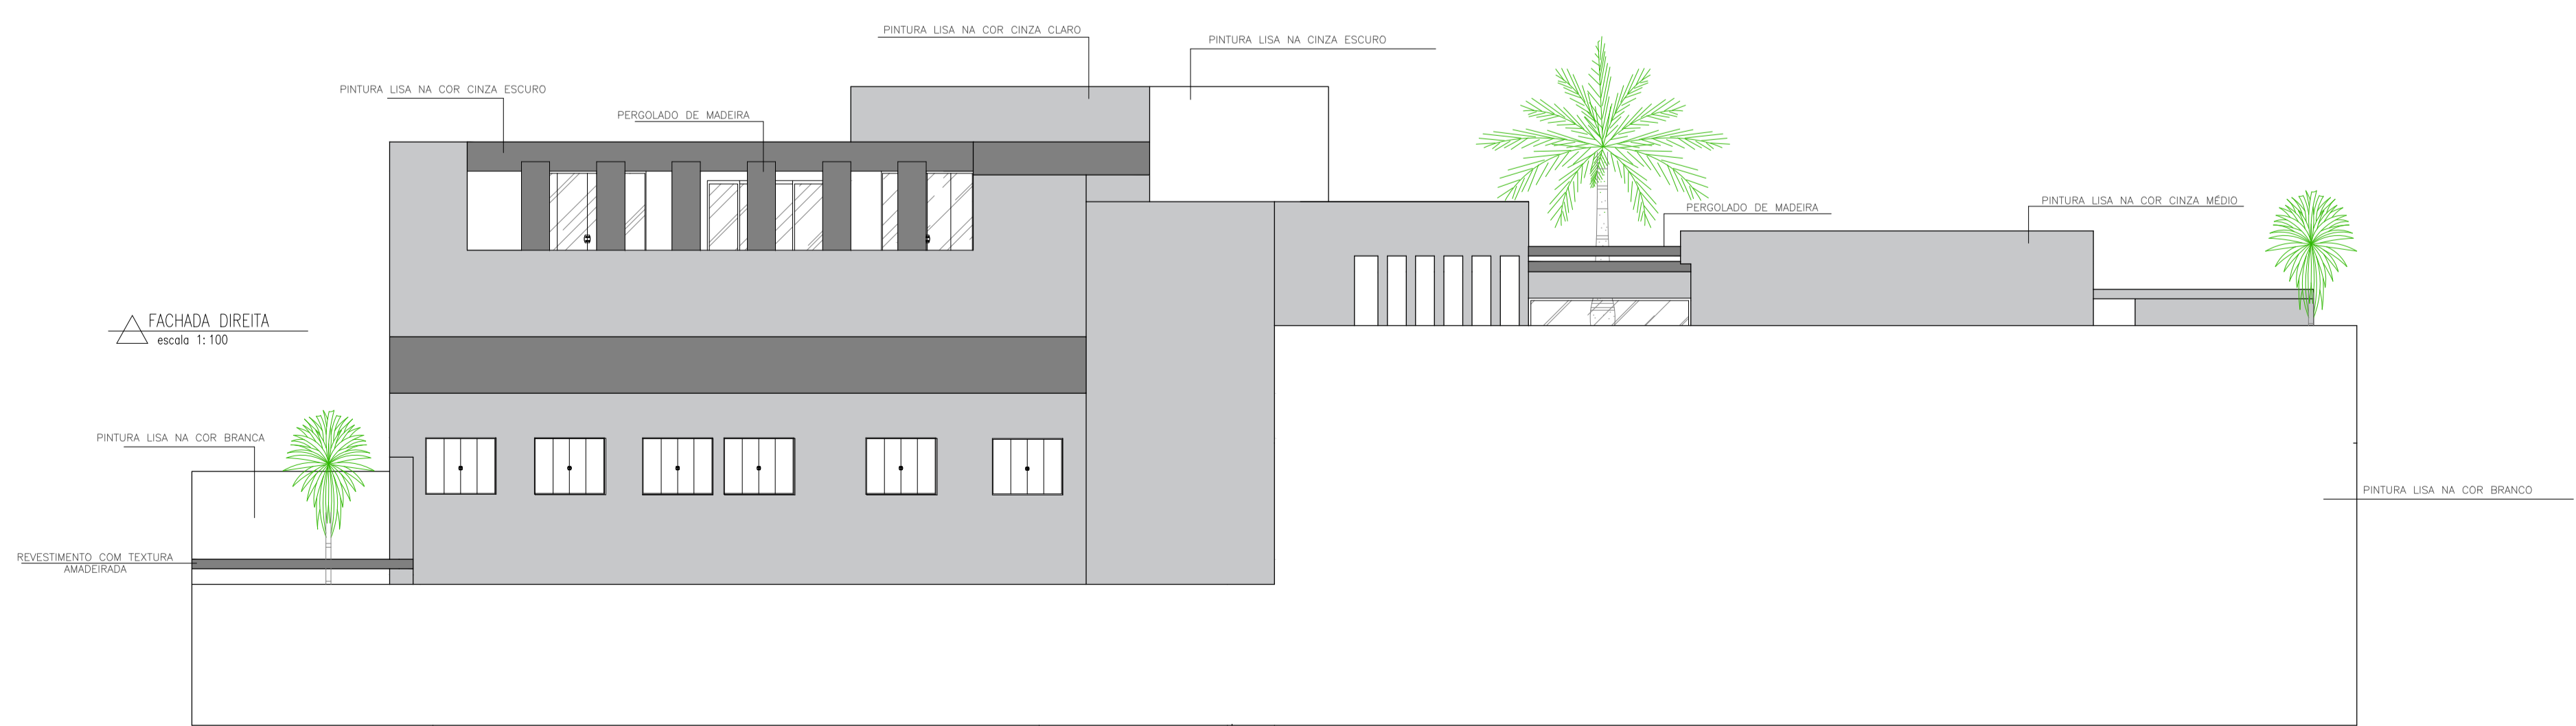 PINTURA LISA NA COR CINZA CLARO
PINTURA LISA NA CINZA ESCURO
PINTURA LISA NA COR CINZA ESCURO
PERGOLADO DE MADEIRA
PINTURA LISA NA COR CINZA MÉDIO
PERGOLADO DE MADEIRA
FACHADA DIREITA
escala 1:100
PINTURA LISA NA COR BRANCA
PINTURA LISA NA COR BRANCO
REVESTIMENTO COM TEXTURA
AMADEIRADA